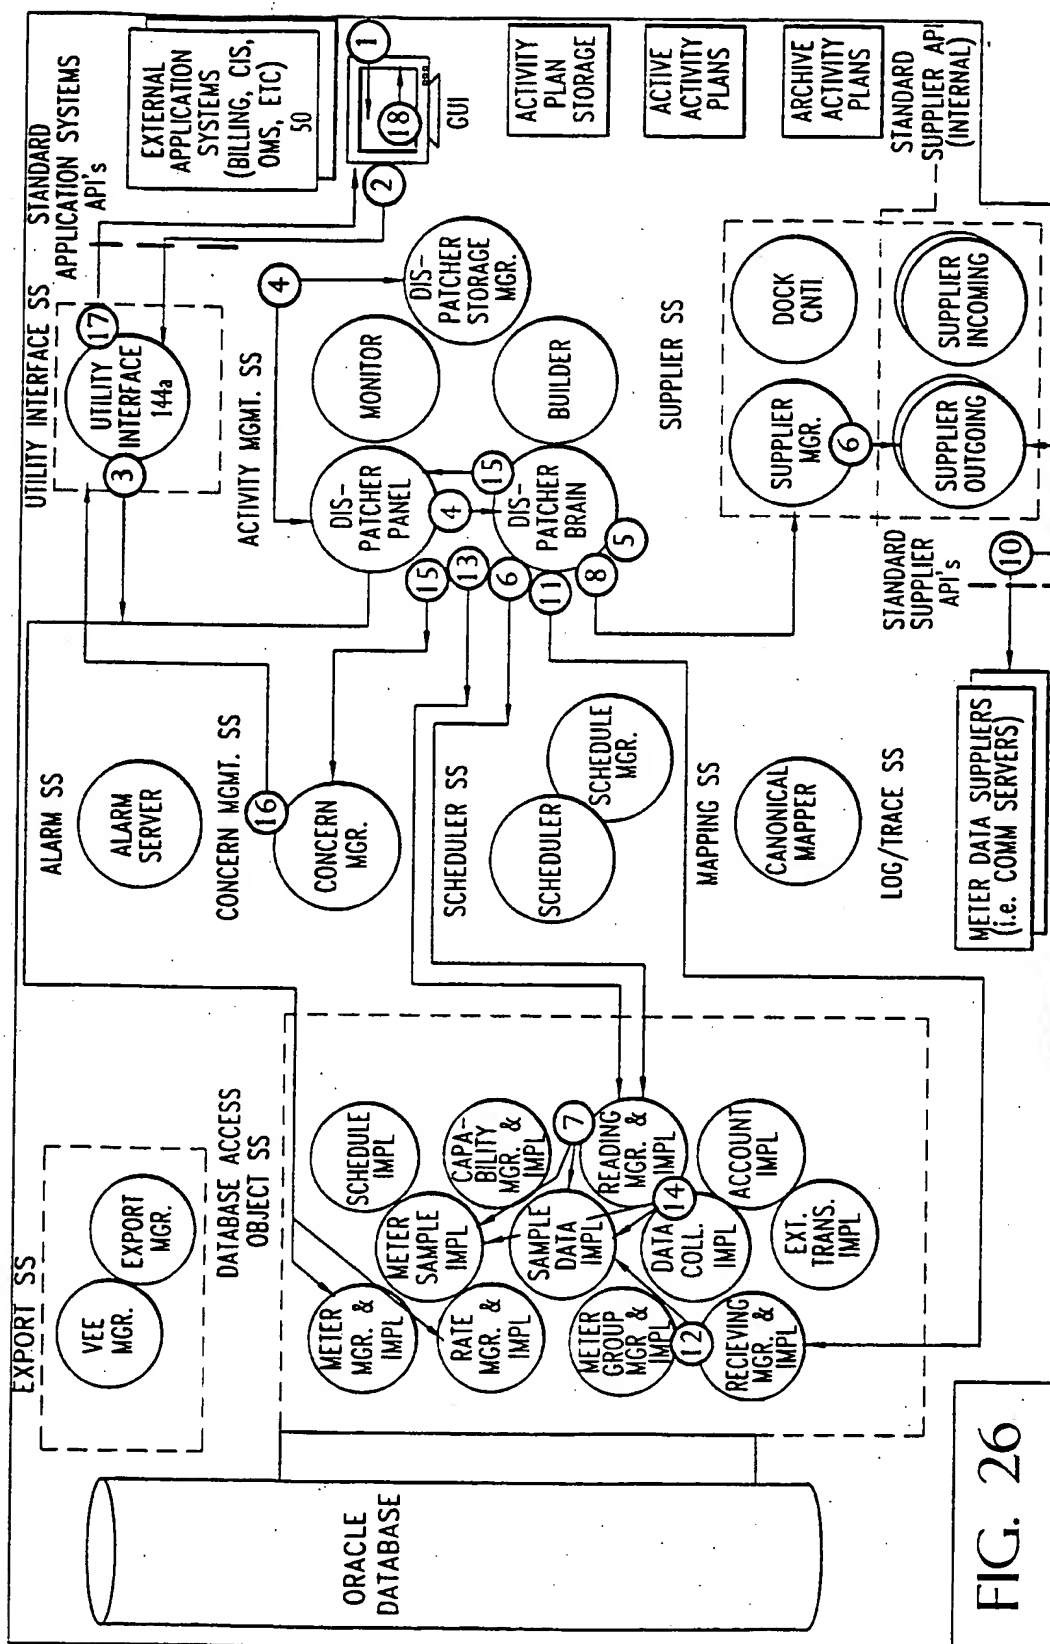 EXPORT SS
VEE
MGR.
EXPORT
MGR.
ALARM SS
ALARM
SERVER
UTILITY INTERFACE SS
UTILITY
INTERFACE
144a
17
3
STANDARD
APPLICATION SYSTEMS
API's
EXTERNAL
APPLICATION
SYSTEMS
(BILLING, CIS,
OMS, ETC)
50
1
18
2
GUI
DATABASE ACCESS
OBJECT SS
CONCERN MGMT. SS
16
CONCERN
MGR.
ACTIVITY MGMT. SS
4
DIS-
PATCHER
STORAGE
MGR.
MONITOR
DIS-
PATCHER
PANEL
4
15
DIS-
PATCHER
BRAIN
BUILDER
15
13
6
11
8
5
ACTIVITY
PLAN
STORAGE
ACTIVE
ACTIVITY
PLANS
ARCHIVE
ACTIVITY
PLANS
ORACLE
DATABASE
METER
MGR. &
IMPL
METER
SAMPLE
IMPL
SCHEDULE
IMPL
RATE
MGR. &
IMPL
SAMPLE
DATA
IMPL
CAPA-
BILITY
MGR. &
IMPL
7
METER
GROUP
MGR &
IMPL
DATA
COLL.
IMPL
READING
MGR. &
IMPL
14
12
RECIEVING
MGR. &
IMPL
EXT.
TRANS.
IMPL
ACCOUNT
IMPL
SCHEDULER SS
SCHEDULER
SCHEDULE
MGR.
MAPPING SS
CANONICAL
MAPPER
LOG/TRACE SS
METER DATA SUPPLIERS
(i.e. COMM SERVERS)
SUPPLIER SS
SUPPLIER
MGR.
6
DOCK
CNTL
SUPPLIER
OUTGOING
SUPPLIER
INCOMING
STANDARD
SUPPLIER API
(INTERNAL)
STANDARD
SUPPLIER
API's
10
FIG. 26